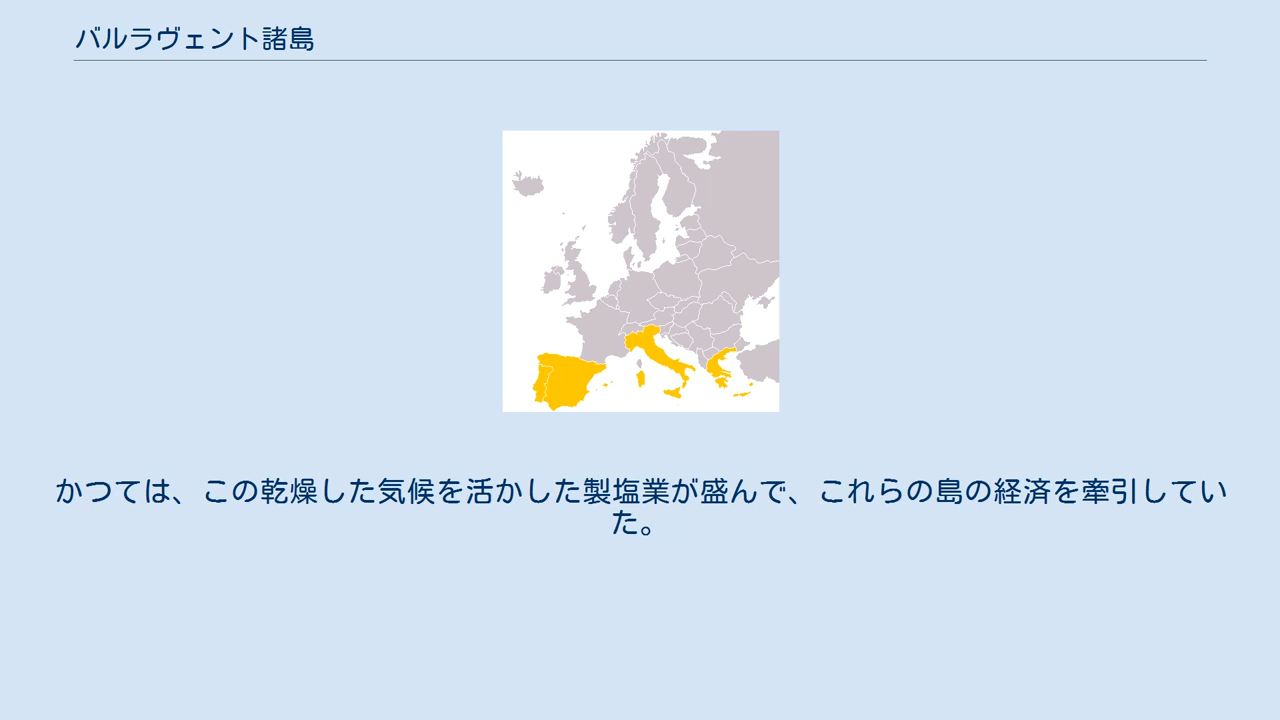 バルラヴェント諸島
かつては、この乾燥した気候を活かした製塩業が盛んで、これらの島の経済を牽引してい
た。